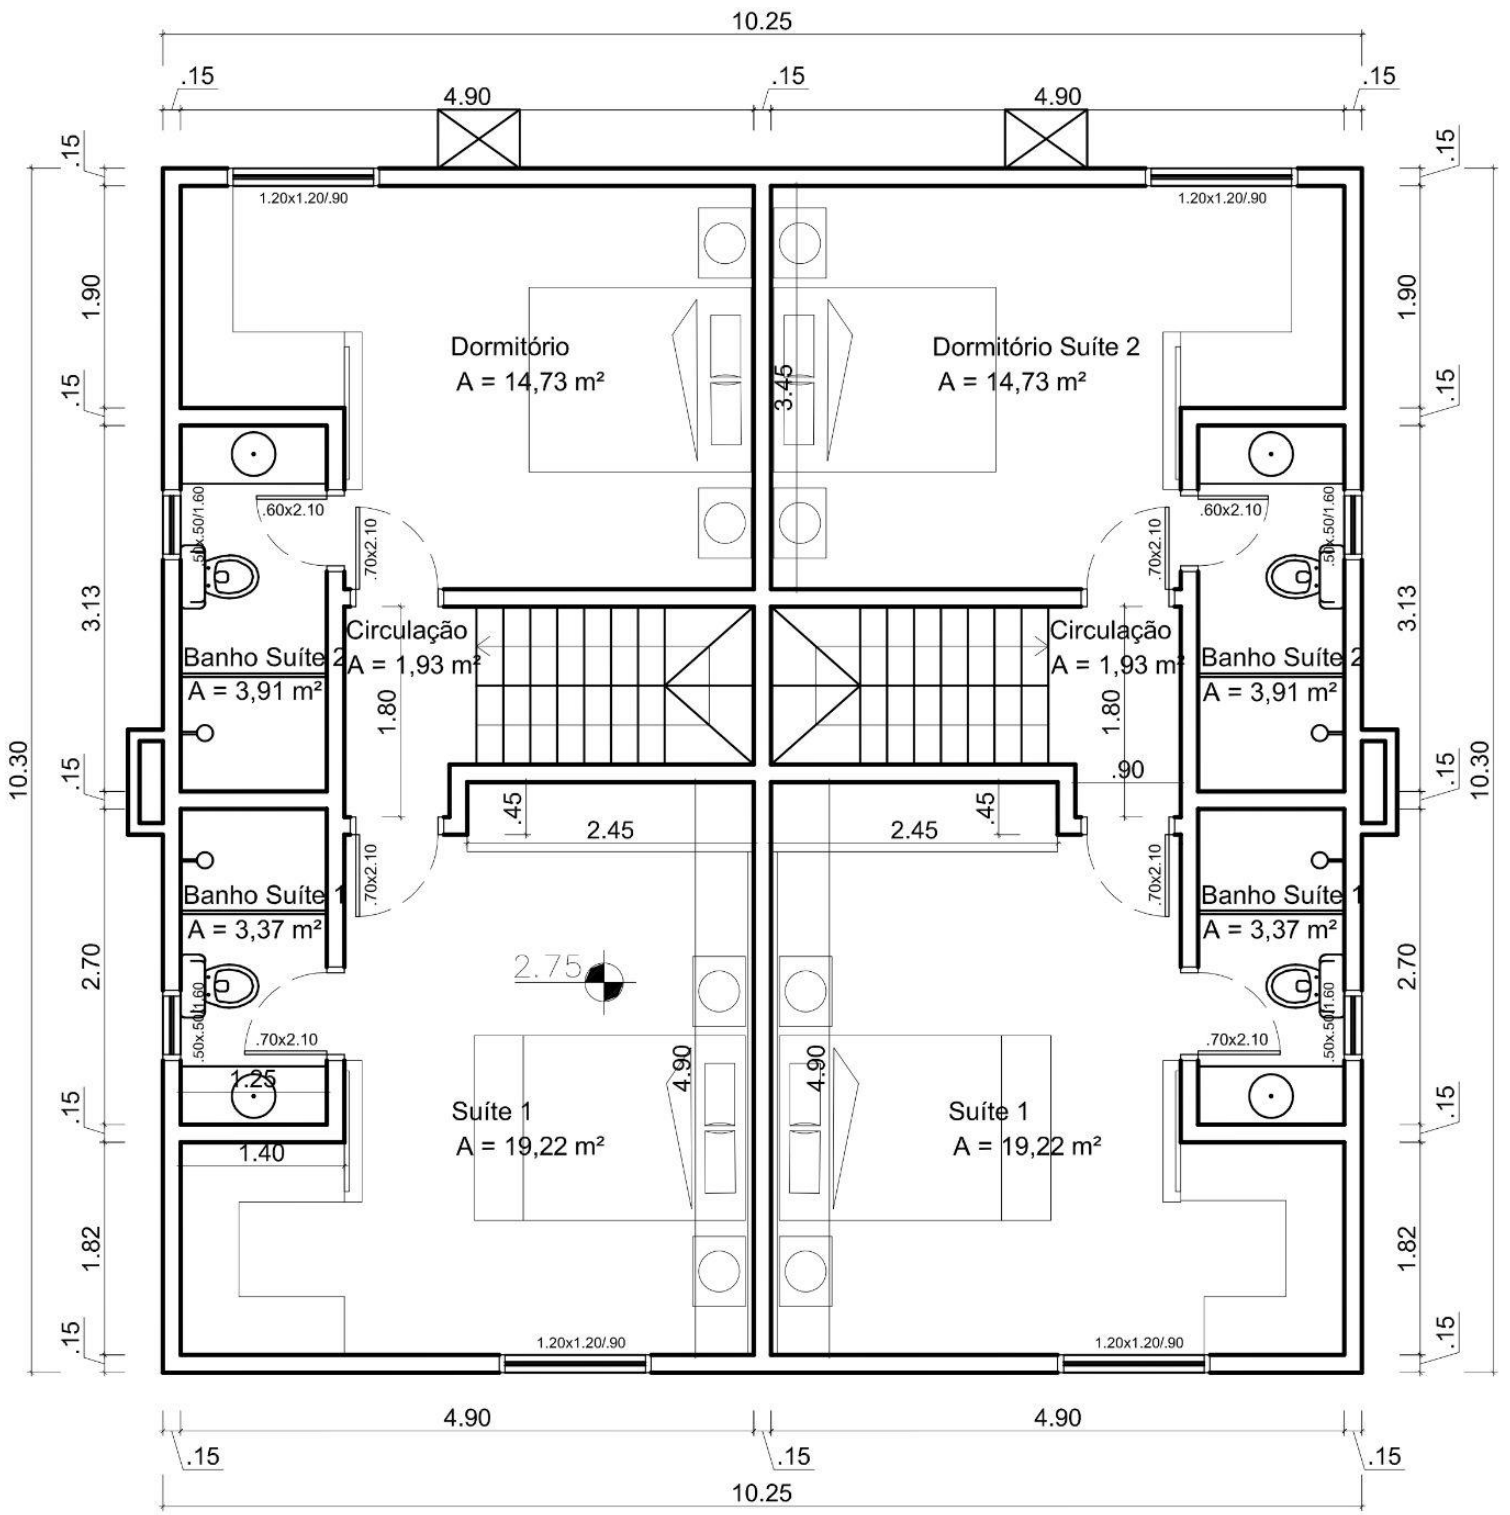 10.25
.15
.15
.15
4.90
4.90
.15
.15
1.20x1.20/.90
1.20x1.20/.90
1.90
1.90
Dormitório
A = 14,73 m²
Dormitório Suíte 2
A = 14,73 m²
3.45
.15
.15
.50x.50/1.60
.60x2.10
.70x2.10
.70x2.10
.60x2.10
.50x.50/1.60
3.13
3.13
Circulação
A = 1,93 m²
Circulação
A = 1,93 m²
Banho Suíte 2
A = 3,91 m²
Banho Suíte 2
A = 3,91 m²
1.80
1.80
10.30
10.30
.15
.15
.90
.45
.45
2.45
2.45
.70x2.10
.70x2.10
Banho Suíte 1
A = 3,37 m²
Banho Suíte 1
A = 3,37 m²
2.70
2.70
2.75
.50x.50/1.60
.50x.50/1.60
.70x2.10
.70x2.10
4.90
4.90
1.25
.15
.15
Suíte 1
A = 19,22 m²
Suíte 1
A = 19,22 m²
1.40
1.82
1.82
.15
.15
1.20x1.20/.90
1.20x1.20/.90
4.90
4.90
.15
.15
.15
10.25